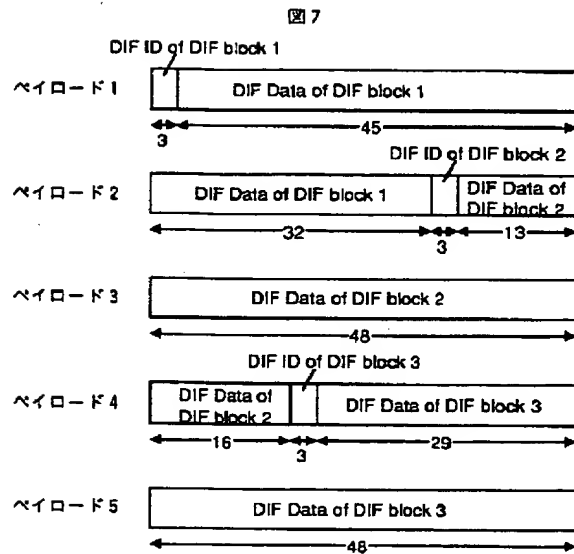 図7
DIF ID of DIF block 1
ペイロード1
DIF Data of DIF block 1
3
45
DIF ID of DIF block 2
ペイロード2
DIF Data of DIF block 1
DIF Data of
DIF block 2
32
3
13
ペイロード3
DIF Data of DIF block 2
48
DIF ID of DIF block 3
ペイロード4
DIF Data of
DIF block 2
DIF Data of DIF block 3
16
3
29
ペイロード5
DIF Data of DIF block 3
48